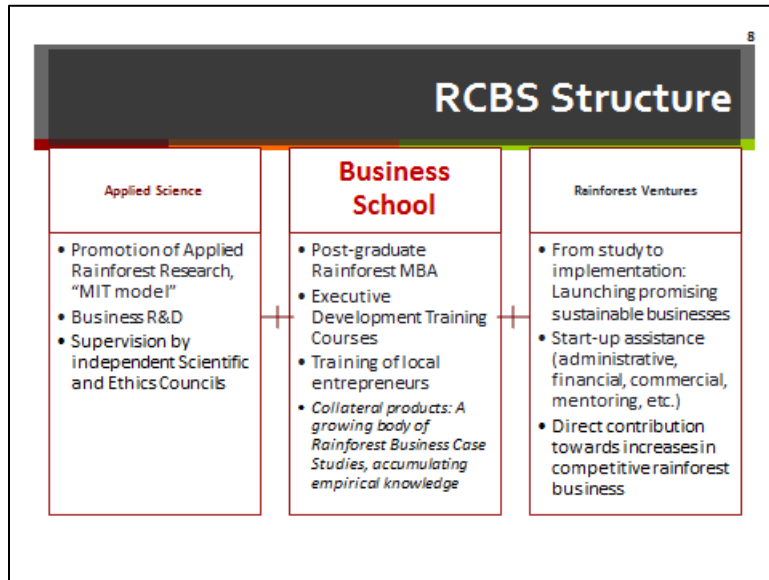 8
RCBS Structure
Applied Science
• Promotion of Applied
Rainforest Research,
"MIT model"
• Business R&D
• Supervision by
independent Scientific
and Ethics Councils
Business
School
• Post-graduate
Rainforest MBA
• Executive
Development Training
Courses
• Training of local
entrepreneurs
• Collateral products: A
growing body of
Rainforest Business Case
Studies, accumulating
empirical knowledge
Rainforest Ventures
• From study to
implementation:
Launching promising
sustainable businesses
• Start-up assistance
(administrative,
financial, commercial,
mentoring, etc.)
• Direct contribution
towards increases in
competitive rainforest
business